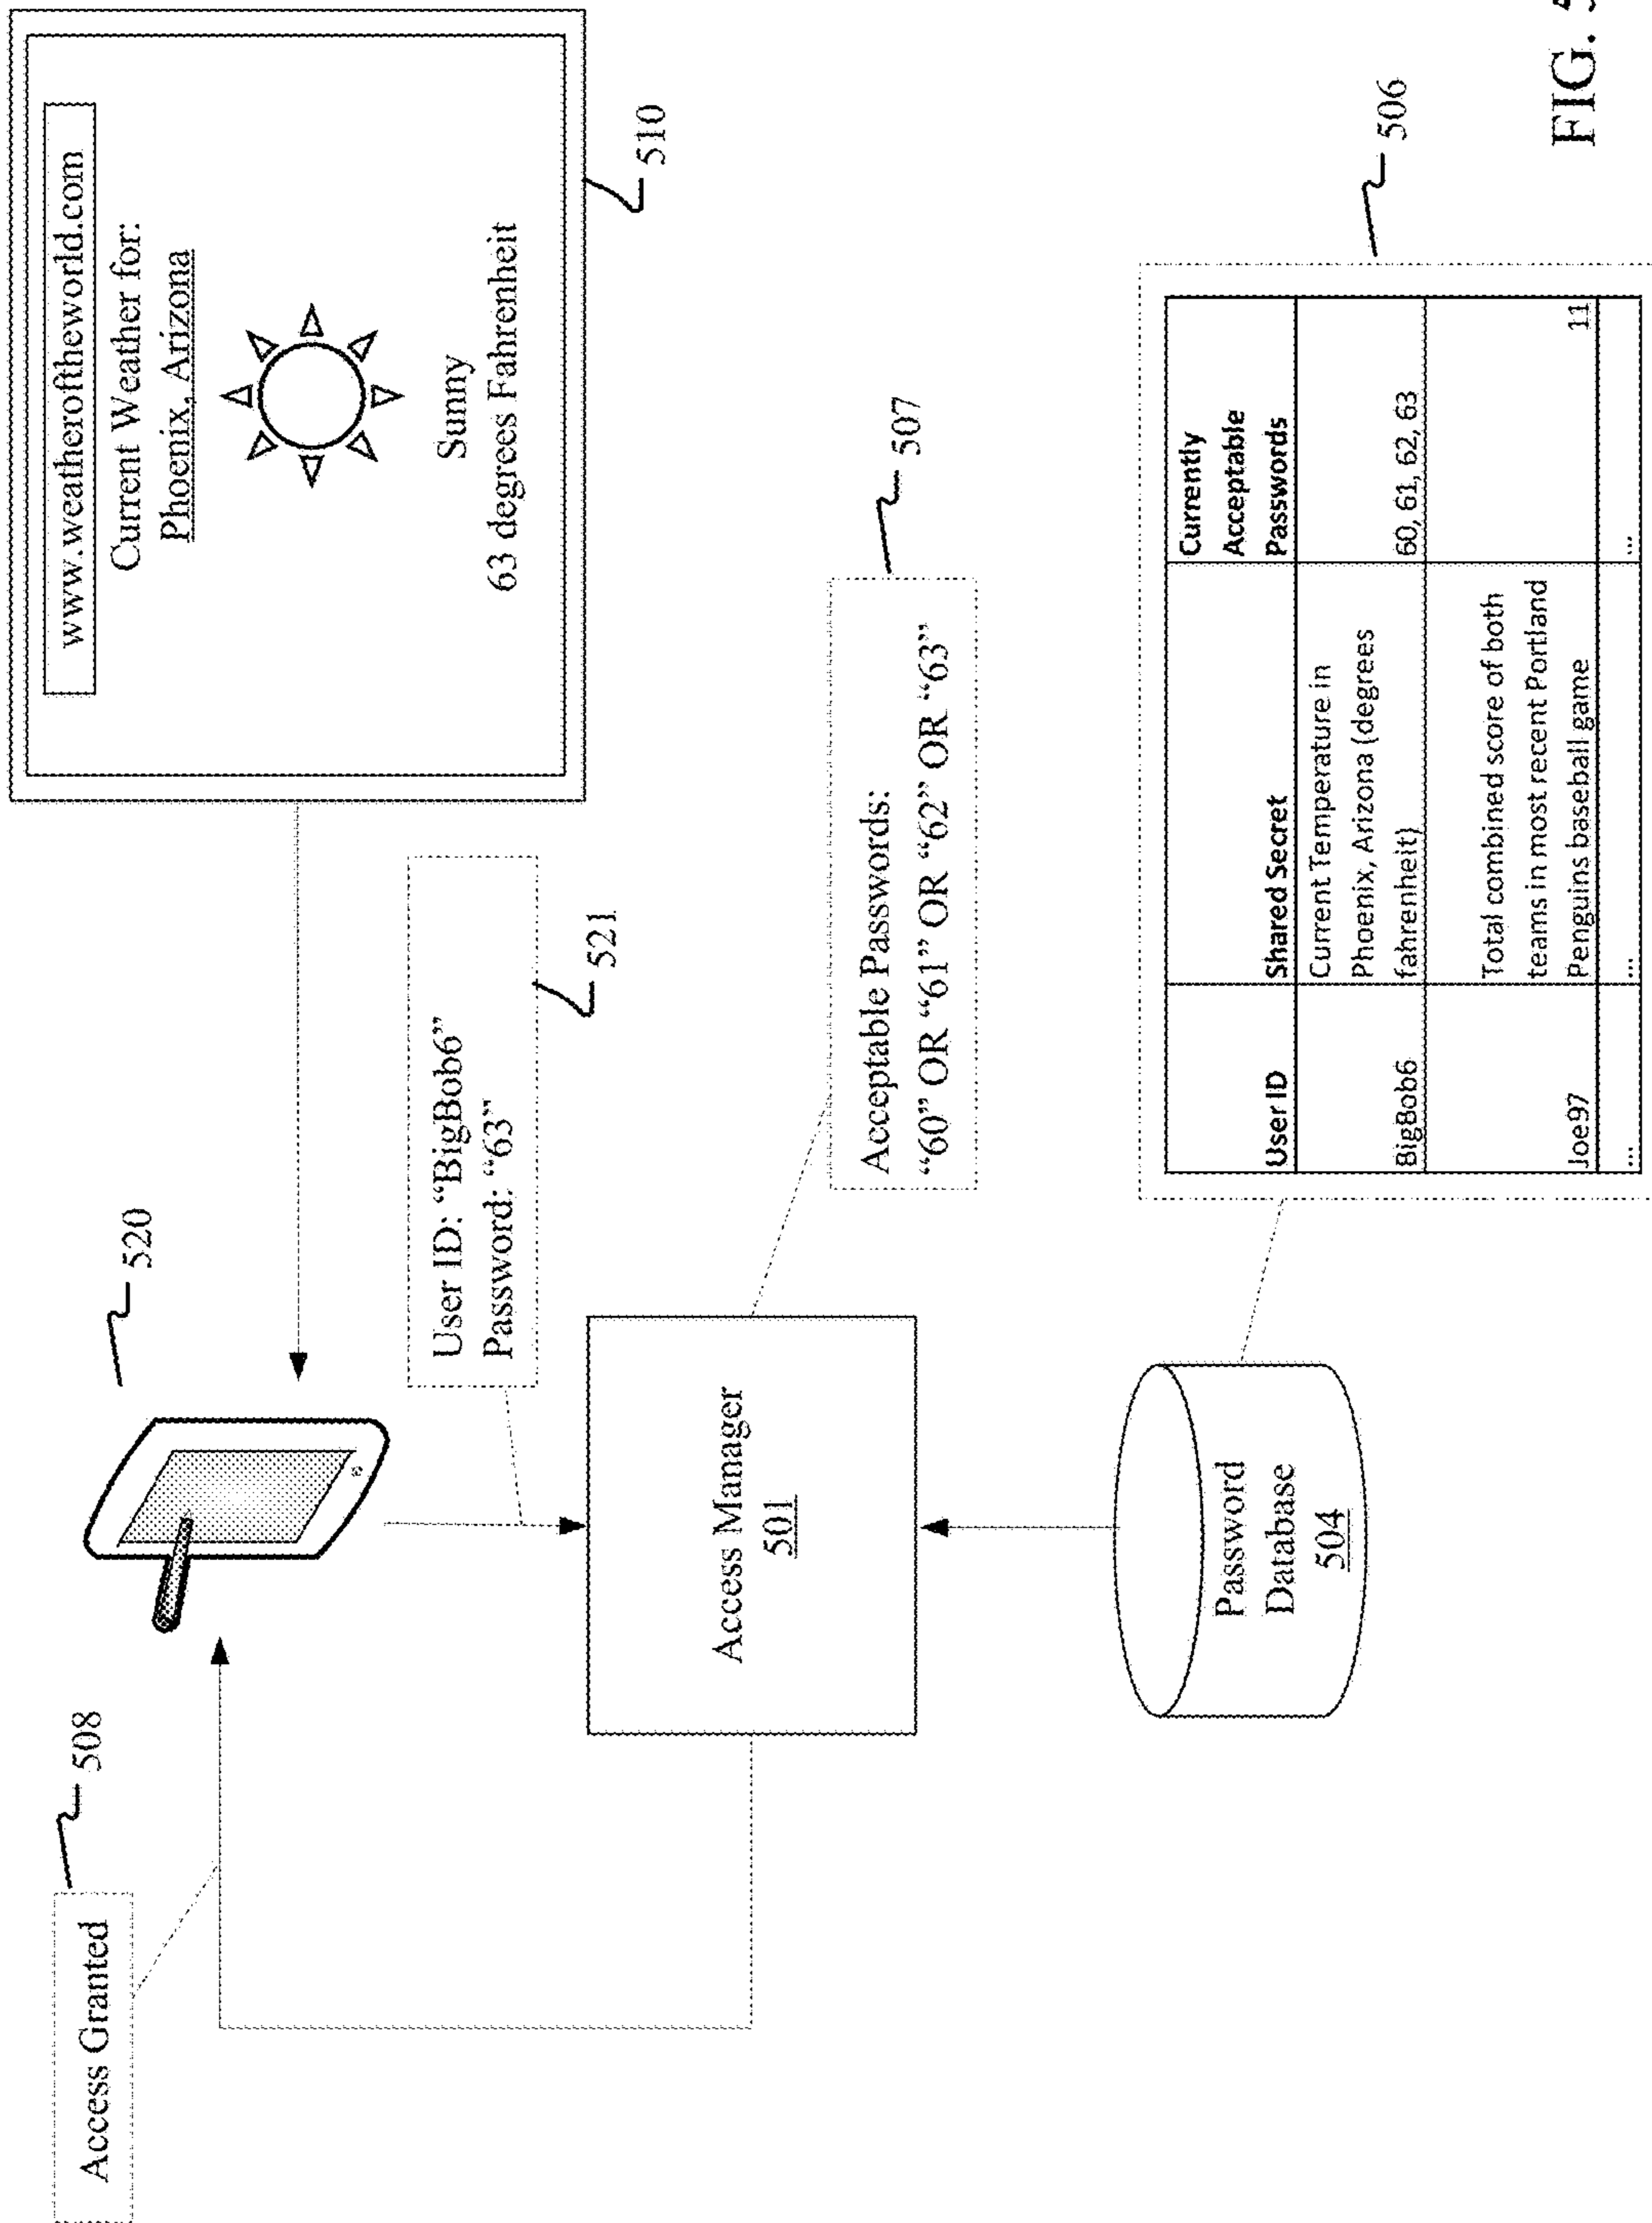 Access Granted
508
520
www.weatheroftheworld.com
Current Weather for:
Phoenix, Arizona
Sunny
63 degrees Fahrenheit
510
User ID: “BigBob6”
Password: “63”
521
Access Manager
501
Acceptable Passwords:
“60” OR “61” OR “62” OR “63”
507
Password
Database
504
User ID
Shared Secret
Currently
Acceptable
Passwords
BigBob6
Current Temperature in
Phoenix, Arizona (degrees
fahrenheit)
60, 61, 62, 63
Joe97
Total combined score of both
teams in most recent Portland
Penguins baseball game
11
...
...
...
506
FIG. 5